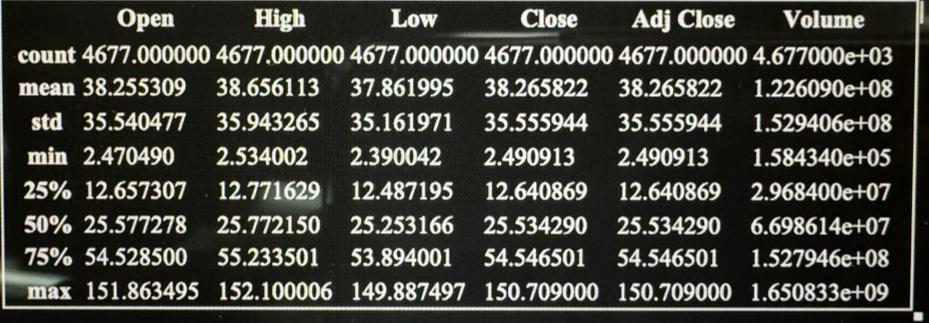 Open High Low Close Adj Close Volume
count 4677.000000 4677.000000 4677.000000 4677.000000 4677.000000 4.677000e+03
mean 38.255309 38.656113 37.861995 38.265822 38.265822 1.226090e+08
std 35.540477 35.943265 35.161971 35.555944 35.555944 1.529406e+08
min 2.470490 2.534002 2.390042 2.490913 2.490913 1.584340e+05
25% 12.657307 12.771629 12.487195 12.640869 12.640869 2.968400e+07
50% 25.577278 25.772150 25.253166 25.534290 25.534290 6.698614e+07
75% 54.528500 55.233501 53.894001 54.546501 54.546501 1.527946e+08
max 151.863495 152.100006 149.887497 150.709000 150.709000 1.650833e+09